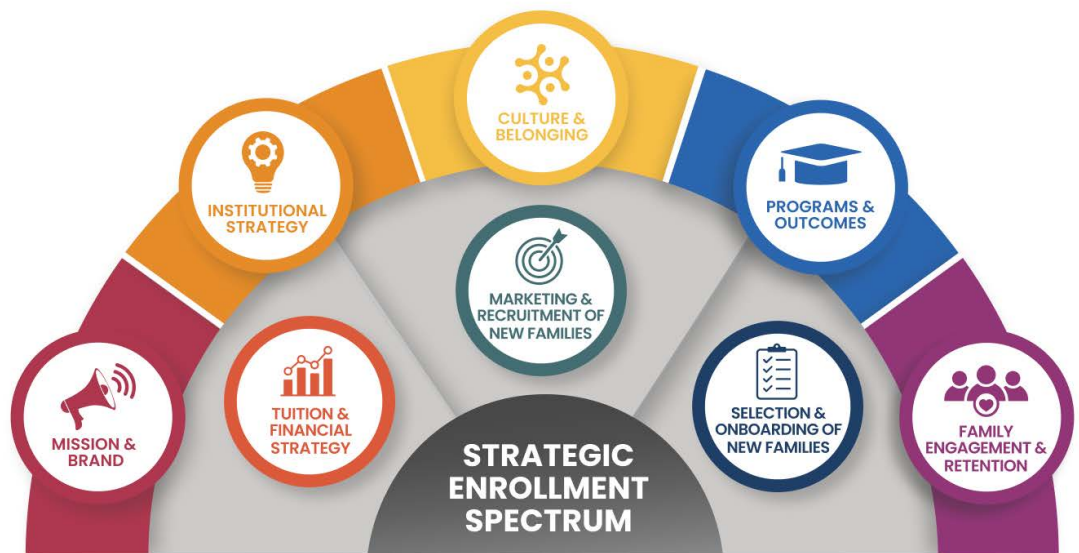 CULTURE &
BELONGING
INSTITUTIONAL
STRATEGY
PROGRAMS &
OUTCOMES
MARKETING &
RECRUITMENT OF
NEW FAMILIES
MISSION &
BRAND
TUITION &
FINANCIAL
STRATEGY
SELECTION &
ONBOARDING OF
NEW FAMILIES
FAMILY
ENGAGEMENT &
RETENTION
STRATEGIC
ENROLLMENT
SPECTRUM